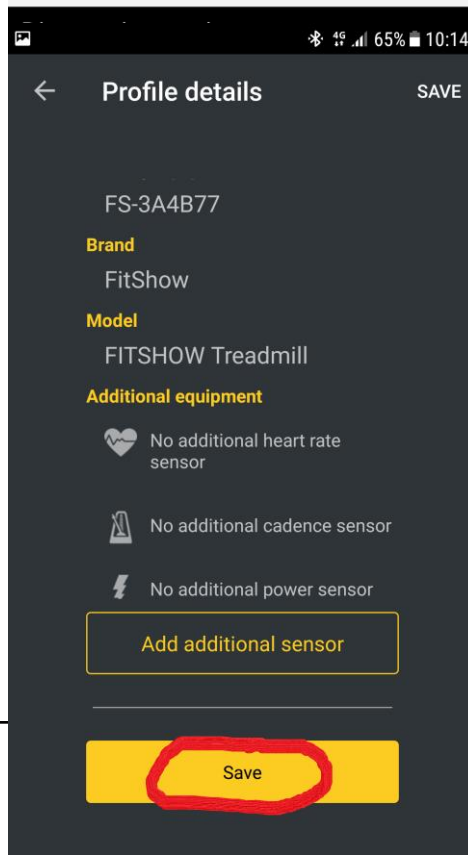 4G 65% 10:14
Profile details SAVE
FS-3A4B77
Brand
FitShow
Model
FITSHOW Treadmill
Additional equipment
No additional heart rate
sensor
No additional cadence sensor
No additional power sensor
Add additional sensor
Save